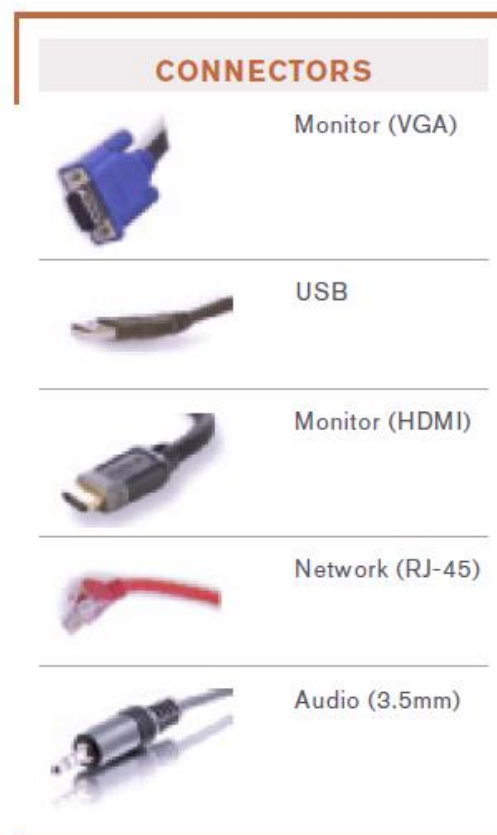 CONNECTORS
Monitor (VGA)
USB
Monitor (HDMI)
Network (RJ-45)
Audio (3.5mm)